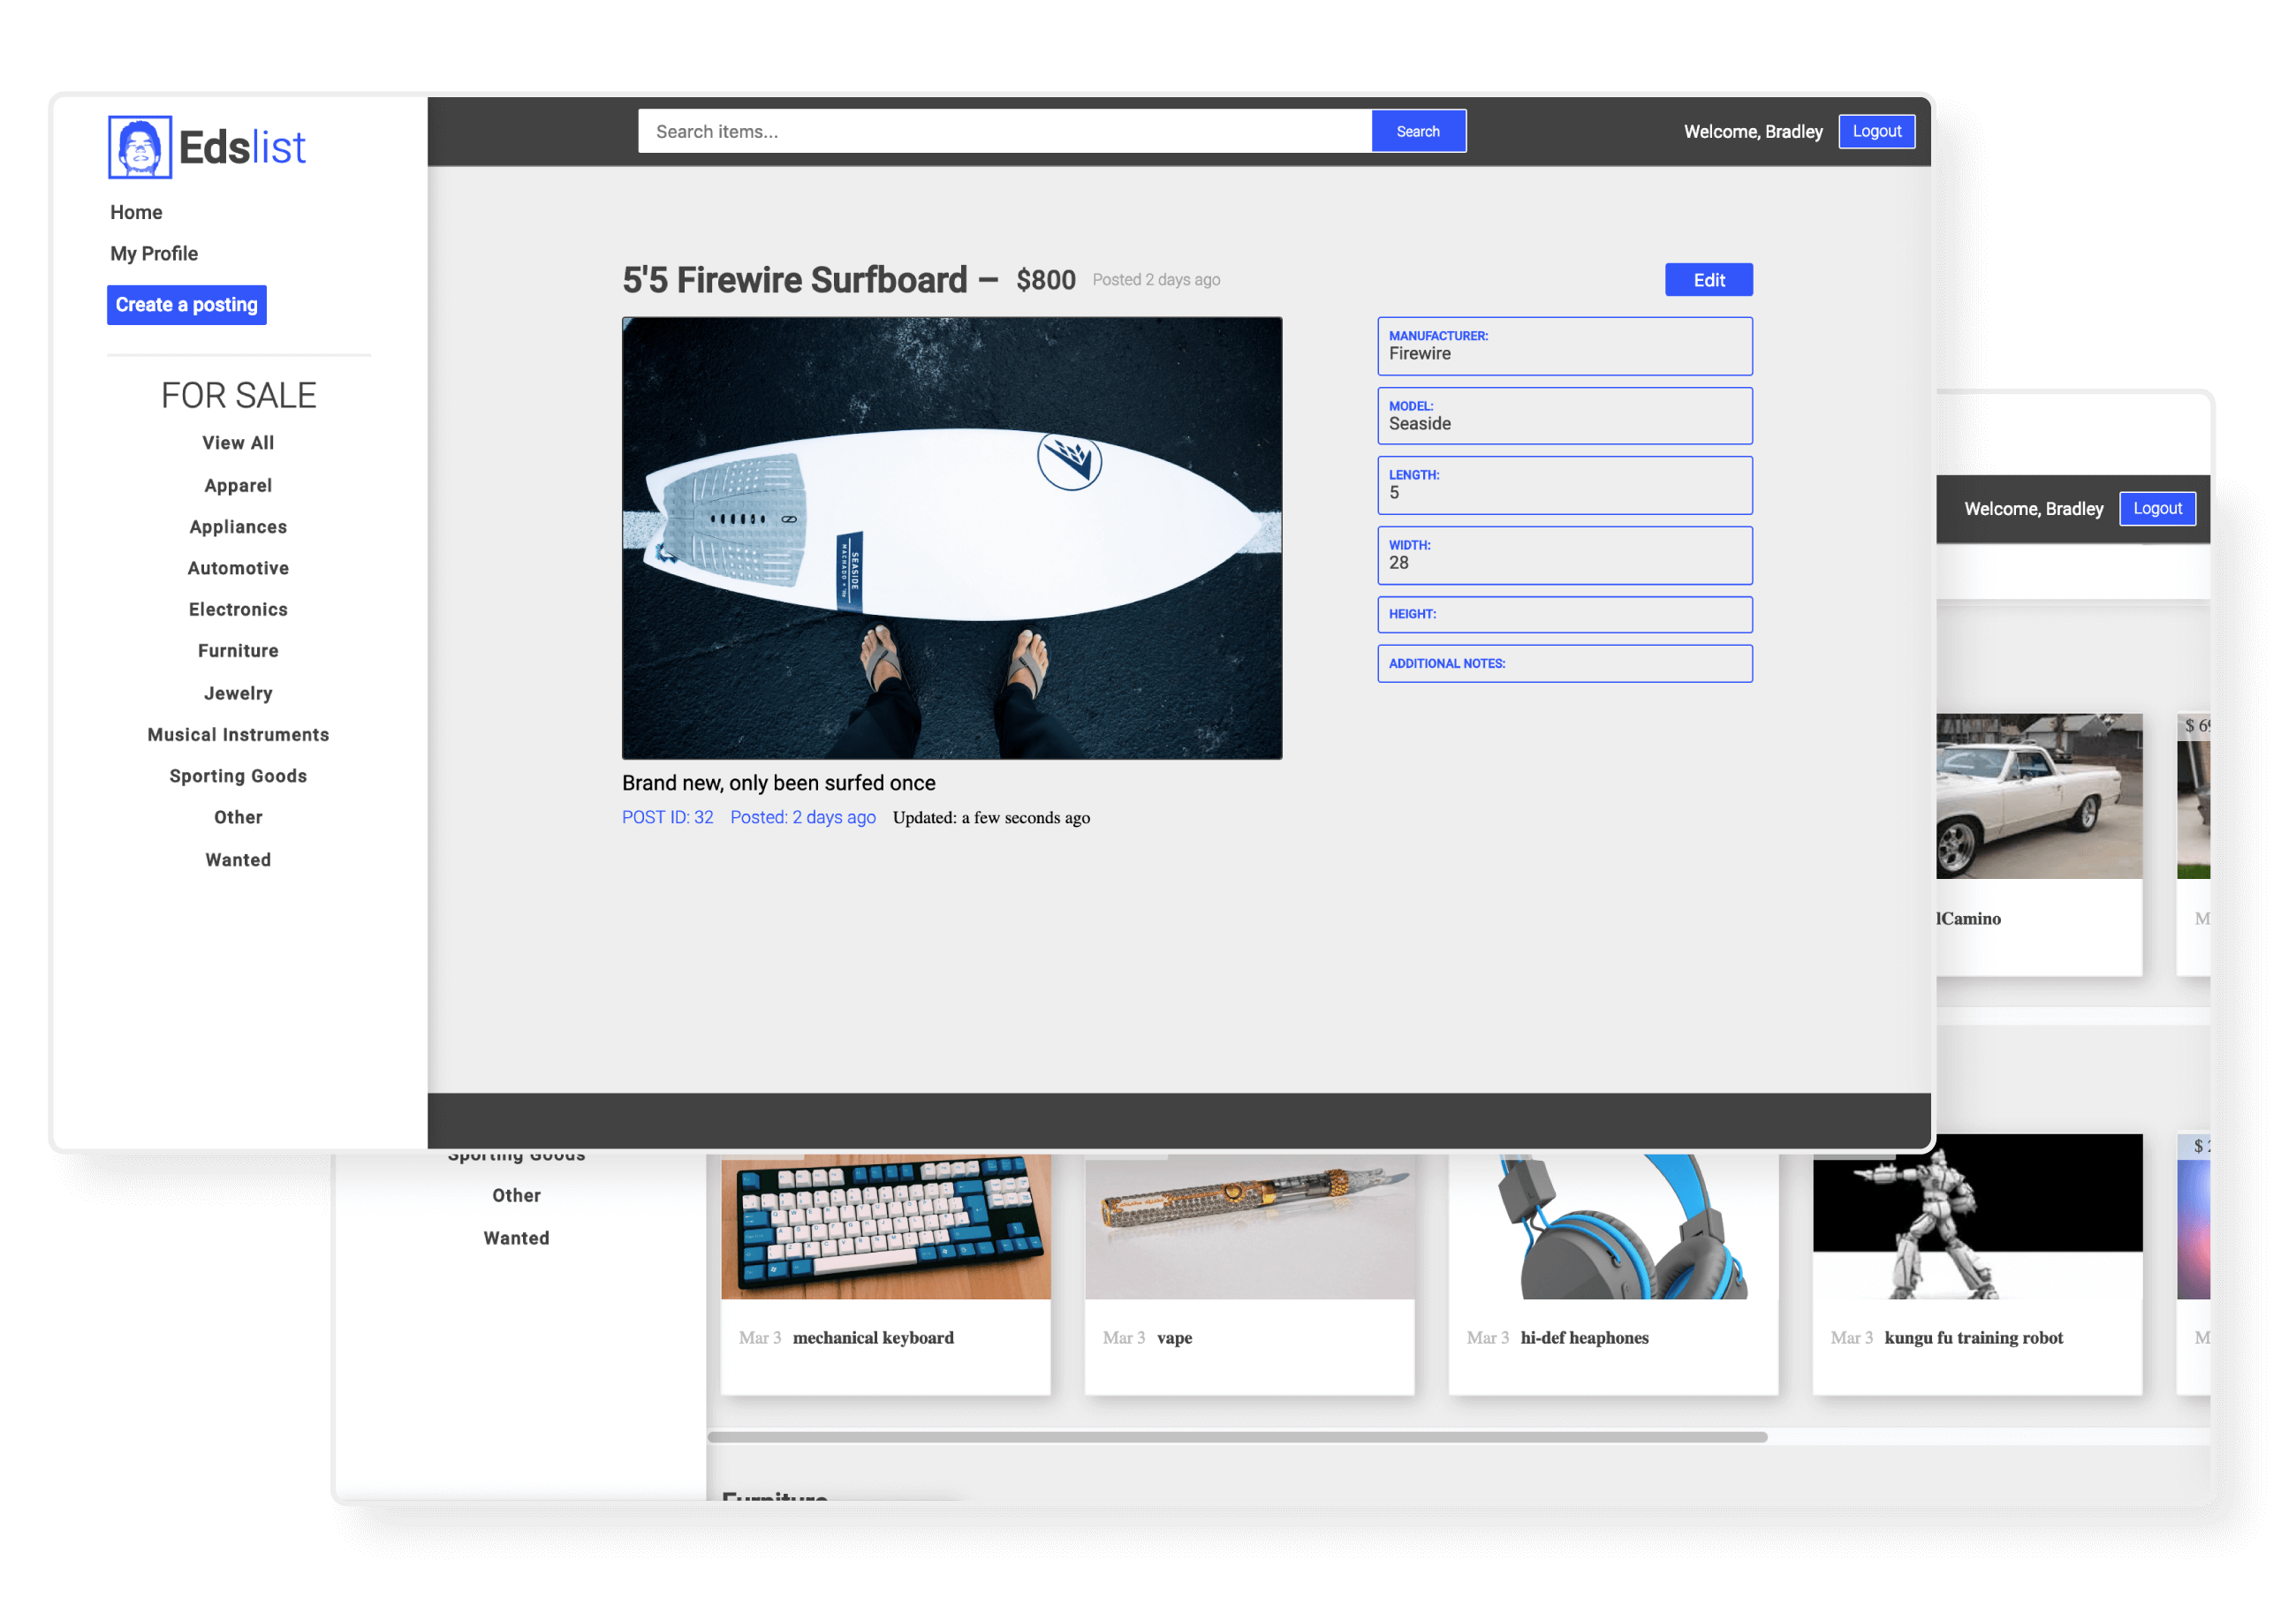 Edslist
Search items...
Search
Welcome, Bradley
Logout
Home
My Profile
Create a posting
FOR SALE
View All
Apparel
Appliances
Automotive
Electronics
Furniture
Jewelry
Musical Instruments
Sporting Goods
Other
Wanted
5'5 Firewire Surfboard – $800 Posted 2 days ago
Edit
SEASIDE
MACHADO
MANUFACTURER:
Firewire
MODEL:
Seaside
LENGTH:
5
WIDTH:
28
HEIGHT:
ADDITIONAL NOTES:
Brand new, only been surfed once
POST ID: 32 Posted: 2 days ago Updated: a few seconds ago
Welcome, Bradley
Logout
lCamino
Sporting Goods
Other
Wanted
Mar 3 mechanical keyboard
Mar 3 vape
Mar 3 hi-def heaphones
Mar 3 kungu fu training robot
Furniture